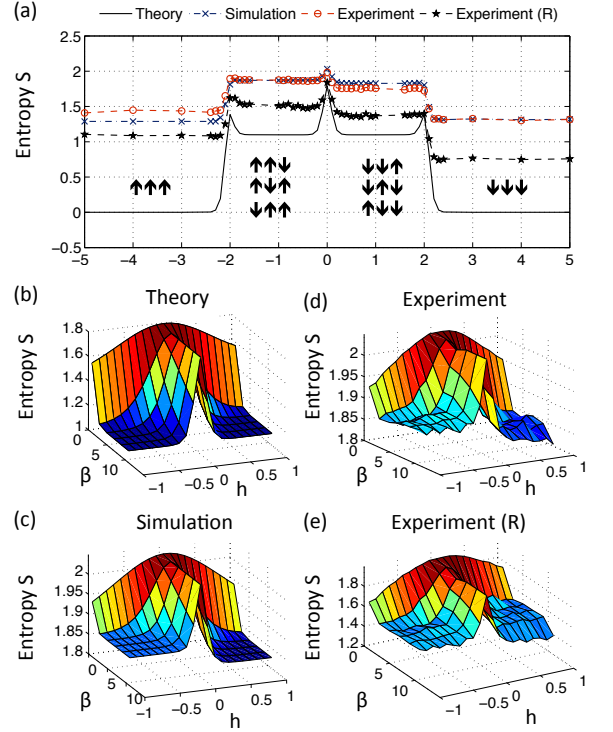 (a)
Theory Simulation Experiment Experiment (R)
Entropy S
2.5
2
1.5
1
0.5
0
−0.5
−5 −4 −3 −2 −1 0 1 2 3 4 5
(b) Theory
Entropy S
1.8
1.6
1.4
1.2
1
0 5 10
β
−1 −0.5 0 0.5 1
h
(d) Experiment
Entropy S
2
1.95
1.9
1.85
1.8
0 5 10
β
−1 −0.5 0 0.5 1
h
(c) Simulation
Entropy S
2
1.95
1.9
1.85
1.8
0 5 10
β
−1 −0.5 0 0.5 1
h
(e) Experiment (R)
Entropy S
1.8
1.6
1.4
1.2
0 5 10
β
−1 −0.5 0 0.5 1
h